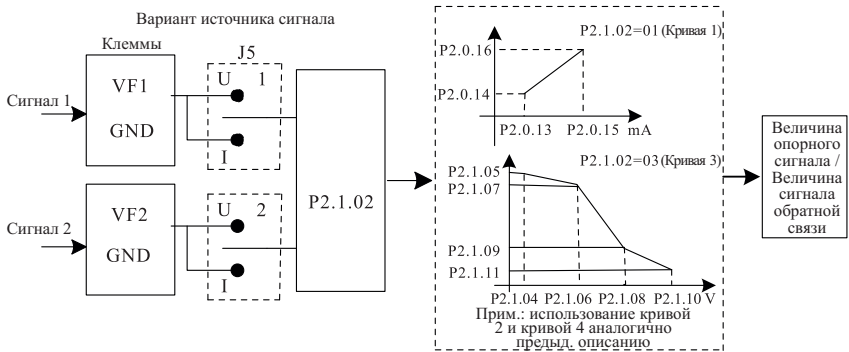 Вариант источника сигнала
Клеммы
J5
Сигнал 1
VF1
GND
U 1
I
Сигнал 2
VF2
GND
U 2
I
P2.1.02
P2.1.02=01 (Кривая 1)
P2.0.16
P2.0.14
P2.0.13 P2.0.15 mA
P2.1.02=03 (Кривая 3)
P2.1.05
P2.1.07
P2.1.09
P2.1.11
P2.1.04 P2.1.06 P2.1.08 P2.1.10 V
Прим.: использование кривой
2 и кривой 4 аналогично
предыд. описанию
Величина
опорного
сигнала /
Величина
сигнала
обратной
связи